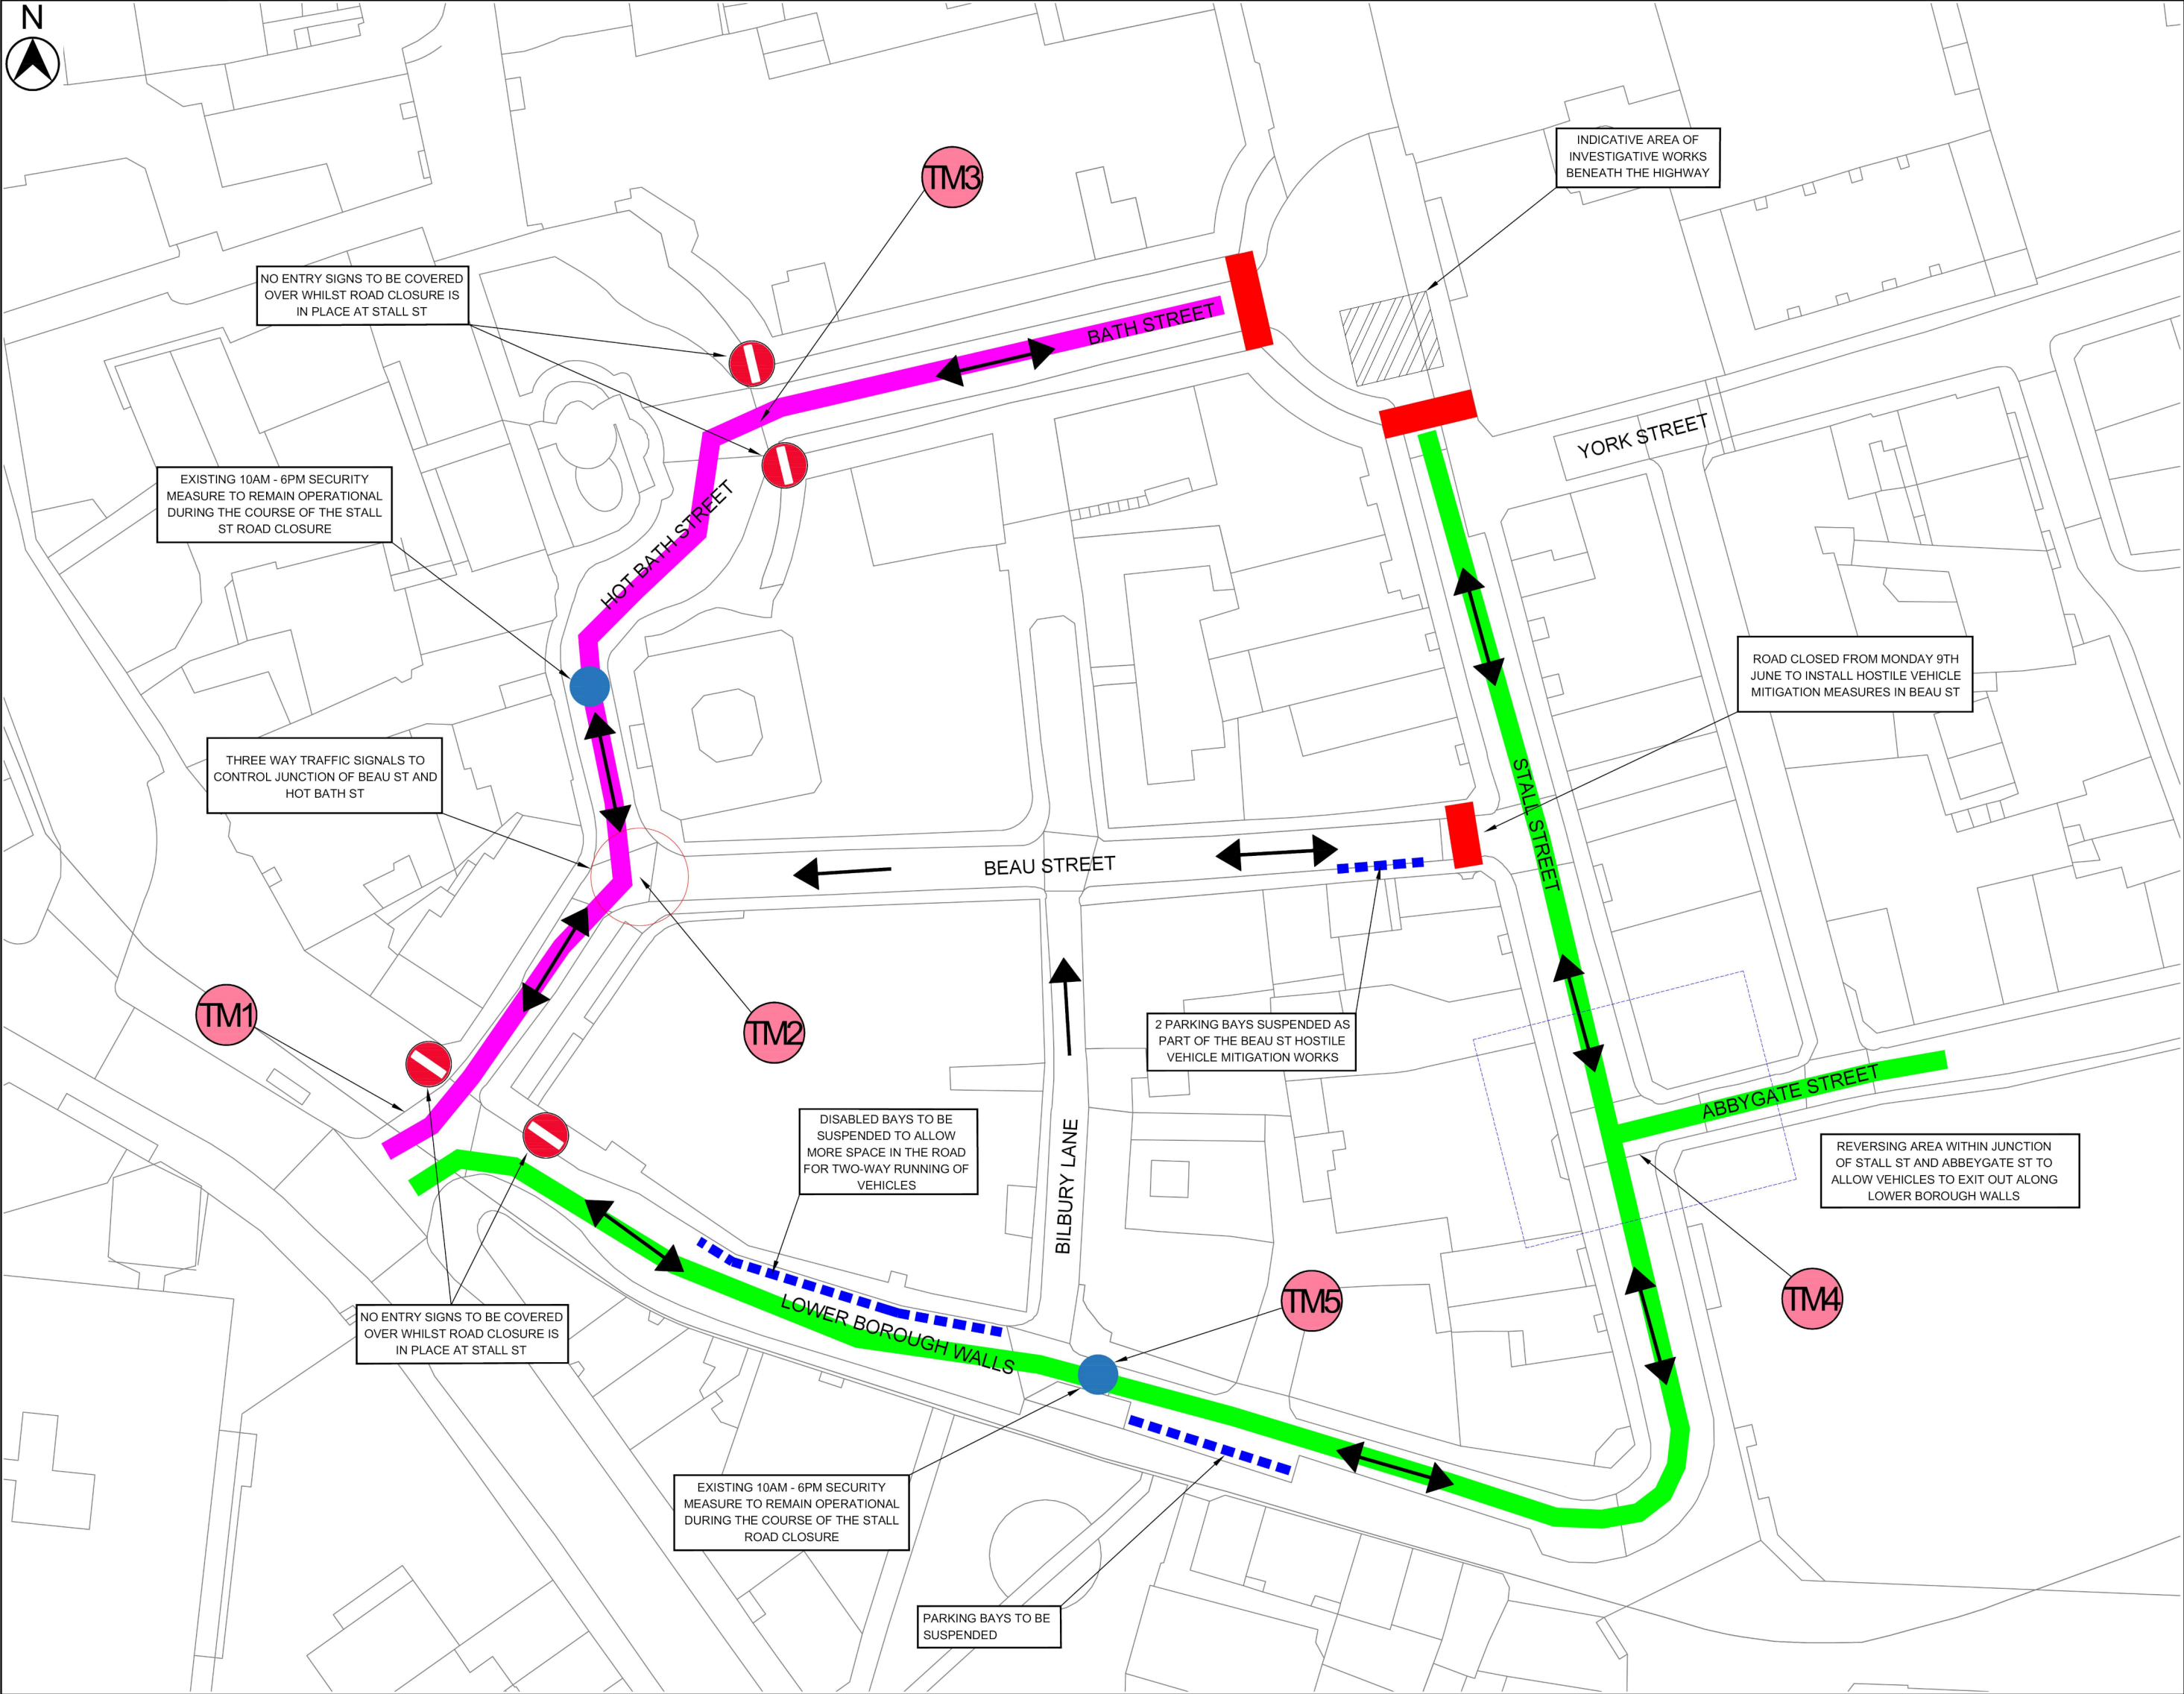 N
INDICATIVE AREA OF
INVESTIGATIVE WORKS
BENEATH THE HIGHWAY
TM3
NO ENTRY SIGNS TO BE COVERED
OVER WHILST ROAD CLOSURE IS
IN PLACE AT STALL ST
BATH STREET
YORK STREET
EXISTING 10AM - 6PM SECURITY
MEASURE TO REMAIN OPERATIONAL
DURING THE COURSE OF THE STALL
ST ROAD CLOSURE
HOT BATH STREET
ROAD CLOSED FROM MONDAY 9TH
JUNE TO INSTALL HOSTILE VEHICLE
MITIGATION MEASURES IN BEAU ST
THREE WAY TRAFFIC SIGNALS TO
CONTROL JUNCTION OF BEAU ST AND
HOT BATH ST
STALL STREET
BEAU STREET
TM1
TM2
2 PARKING BAYS SUSPENDED AS
PART OF THE BEAU ST HOSTILE
VEHICLE MITIGATION WORKS
ABBYGATE STREET
DISABLED BAYS TO BE
SUSPENDED TO ALLOW
MORE SPACE IN THE ROAD
FOR TWO-WAY RUNNING OF
VEHICLES
BILBURY LANE
REVERSING AREA WITHIN JUNCTION
OF STALL ST AND ABBEYGATE ST TO
ALLOW VEHICLES TO EXIT OUT ALONG
LOWER BOROUGH WALLS
TM5
TM4
LOWER BOROUGH WALLS
NO ENTRY SIGNS TO BE COVERED
OVER WHILST ROAD CLOSURE IS
IN PLACE AT STALL ST
EXISTING 10AM - 6PM SECURITY
MEASURE TO REMAIN OPERATIONAL
DURING THE COURSE OF THE STALL
ROAD CLOSURE
PARKING BAYS TO BE
SUSPENDED